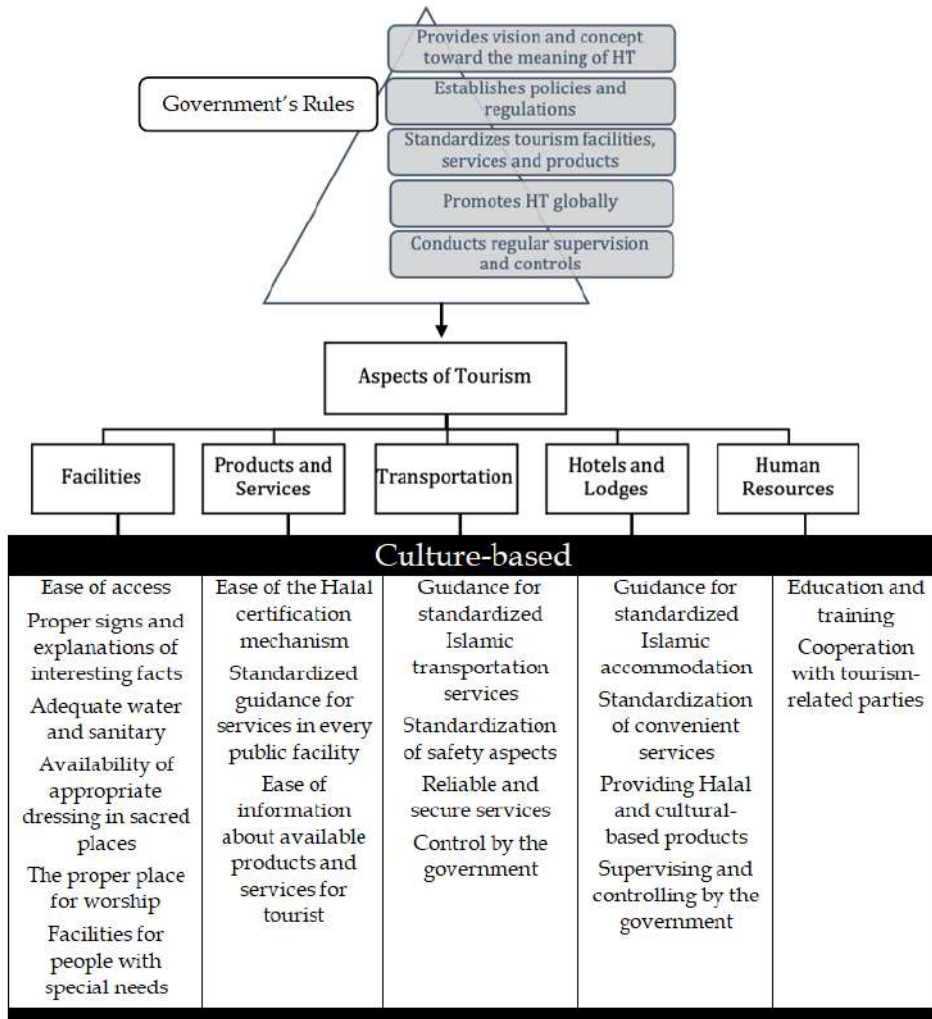 Provides vision and concept
toward the meaning of HT
Government's Rules
Establishes policies and
regulations
Standardizes tourism facilities,
services and products
Promotes HT globally
Conducts regular supervision
and controls
Aspects of Tourism
Facilities
Products and
Services
Transportation
Hotels and
Lodges
Human
Resources
Culture-based
Ease of access
Proper signs and
explanations of
interesting facts
Adequate water
and sanitary
Availability of
appropriate
dressing in sacred
places
The proper place
for worship
Facilities for
people with
special needs
Ease of the Halal
certification
mechanism
Standardized
guidance for
services in every
public facility
Ease of
information
about available
products and
services for
tourist
Guidance for
standardized
Islamic
transportation
services
Standardization
of safety aspects
Reliable and
secure services
Control by the
government
Guidance for
standardized
Islamic
accommodation
Standardization
of convenient
services
Providing Halal
and cultural-
based products
Supervising and
controlling by the
government
Education and
training
Cooperation
with tourism-
related parties